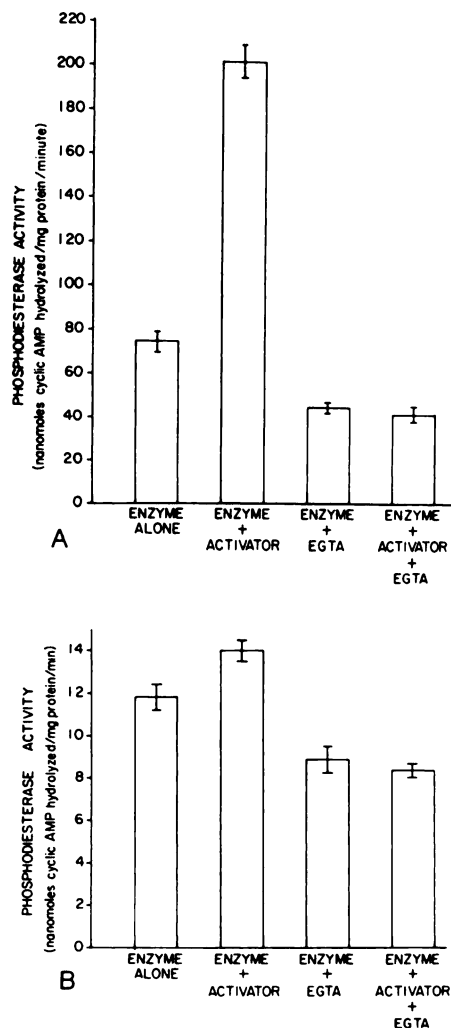 PHOSPHODIESTERASE ACTIVITY
(nanomoles cyclic AMP hydrolyzed/mg protein/minute)
200
180
160
140
120
100
80
60
40
20
0
ENZYME ALONE
ENZYME + ACTIVATOR
ENZYME + EGTA
ENZYME + ACTIVATOR + EGTA
A
PHOSPHODIESTERASE ACTIVITY
(nanomoles cyclic AMP hydrolyzed/mg protein/min)
14
12
10
8
6
4
2
0
ENZYME ALONE
ENZYME + ACTIVATOR
ENZYME + EGTA
ENZYME + ACTIVATOR + EGTA
B